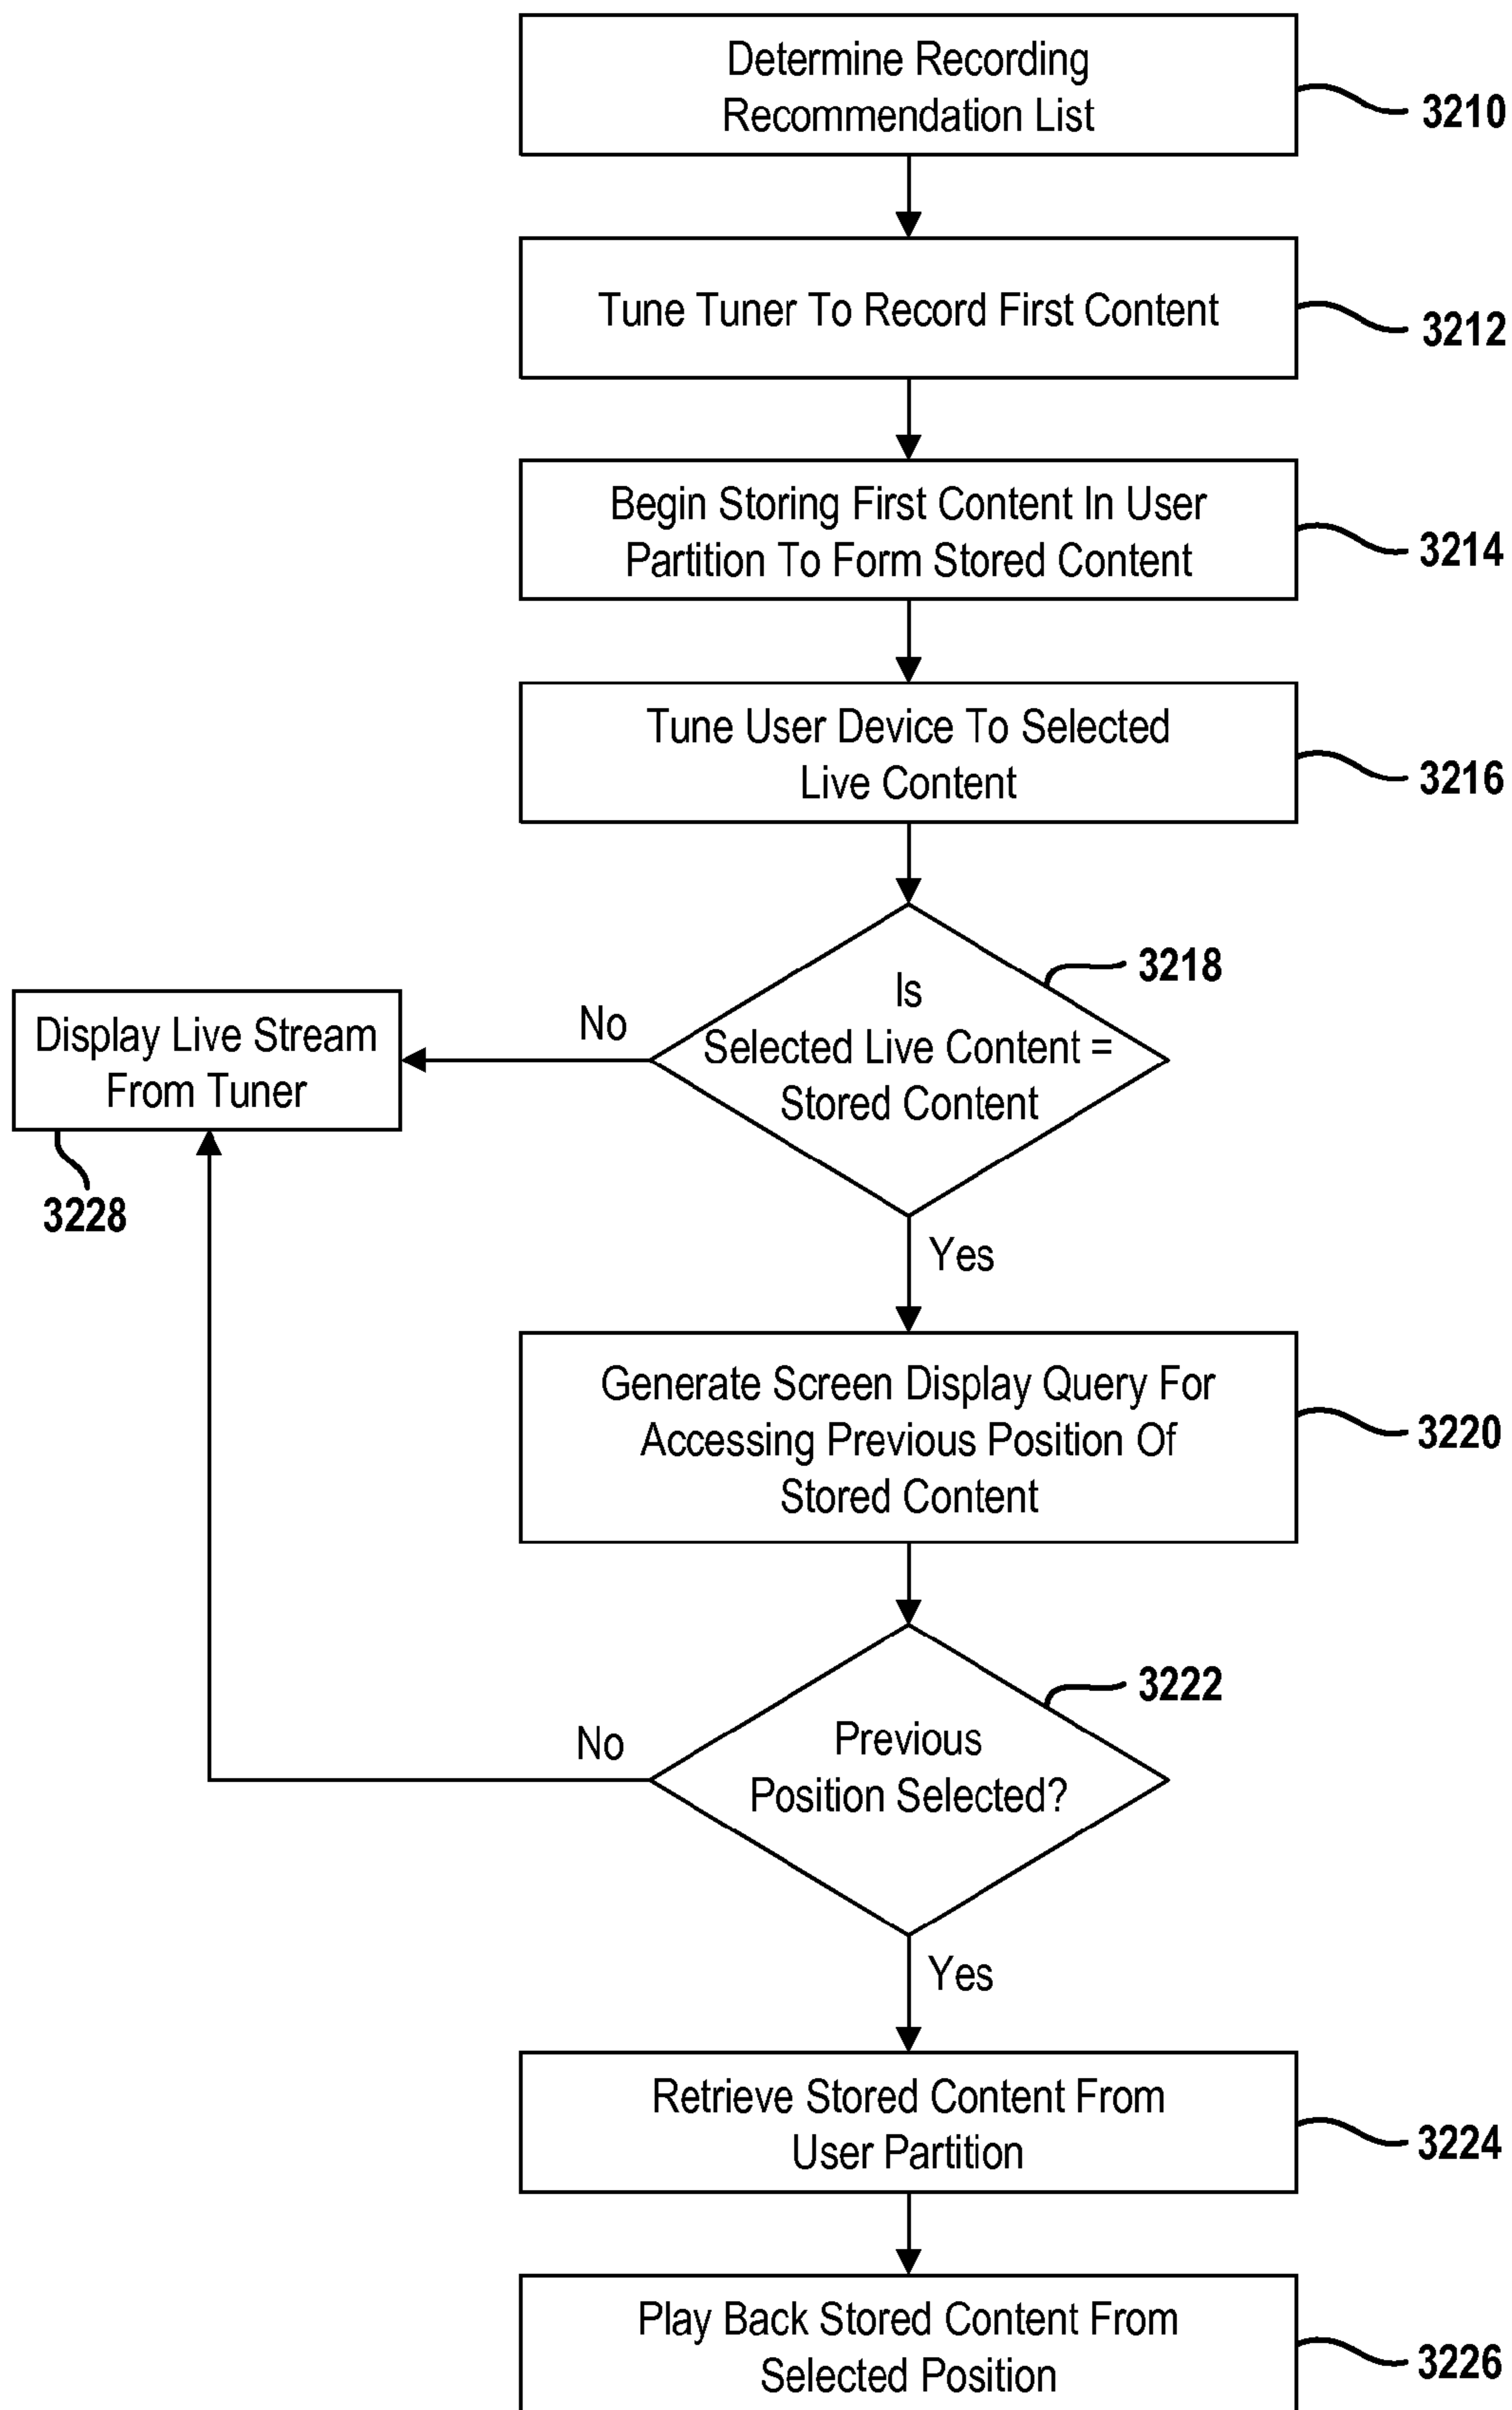 Determine Recording
Recommendation List
3210
Tune Tuner To Record First Content
3212
Begin Storing First Content In User
Partition To Form Stored Content
3214
Tune User Device To Selected
Live Content
3216
3218
Is
Selected Live Content =
Stored Content
No
Display Live Stream
From Tuner
3228
Yes
Generate Screen Display Query For
Accessing Previous Position Of
Stored Content
3220
3222
Previous
Position Selected?
No
Yes
Retrieve Stored Content From
User Partition
3224
Play Back Stored Content From
Selected Position
3226